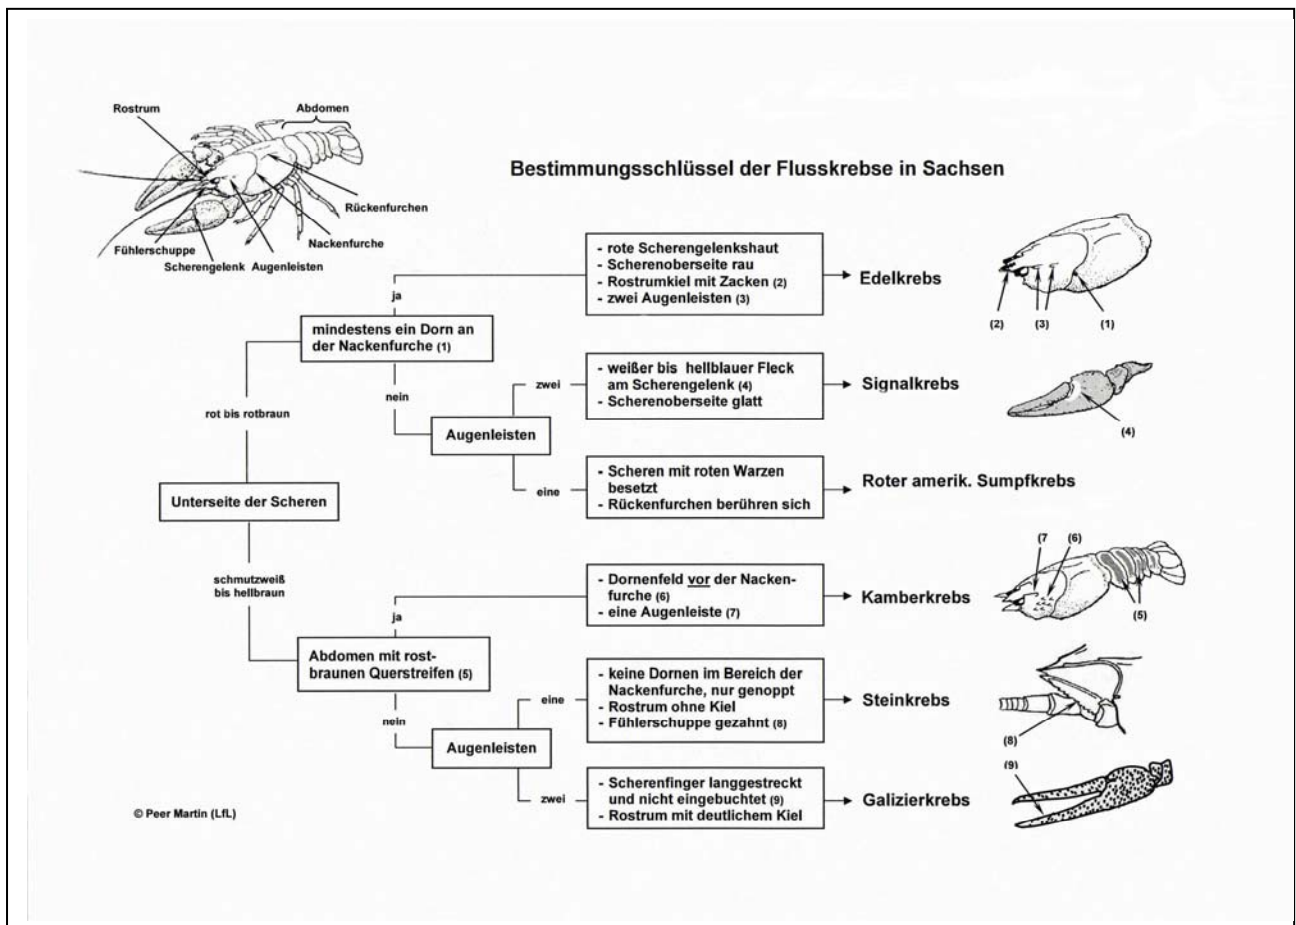 Rostrum
Abdomen
Bestimmungsschlüssel der Flusskrebse in Sachsen
Rückenfurchen
Nackenfurche
Fühlerschuppe
Scherengelenk Augenleisten
- rote Scherengelenkshaut
- Scherenoberseite rau
- Rostrumkiel mit Zacken (2)
- zwei Augenleisten (3)
Edelkrebs
(2)
(3)
(1)
ja
mindestens ein Dorn an
der Nackenfurche (1)
nein
zwei
- weißer bis hellblauer Fleck
am Scherengelenk (4)
- Scherenoberseite glatt
Signalkrebs
(4)
rot bis rotbraun
Augenleisten
eine
- Scheren mit roten Warzen
besetzt
- Rückenfurchen berühren sich
Roter amerik. Sumpfkrebs
Unterseite der Scheren
schmutzweiß
bis hellbraun
- Dornenfeld vor der Nacken-
furche (6)
- eine Augenleiste (7)
Kamberkrebs
(7)
(6)
(5)
ja
Abdomen mit rost-
braunen Querstreifen (5)
nein
eine
- keine Dornen im Bereich der
Nackenfurche, nur genoppt
- Rostrum ohne Kiel
- Fühlerschuppe gezahnt (8)
Steinkrebs
(8)
Augenleisten
zwei
- Scherenfinger langgestreckt
und nicht eingebuchtet (9)
- Rostrum mit deutlichem Kiel
Galizierkrebs
(9)
© Peer Martin (LfL)